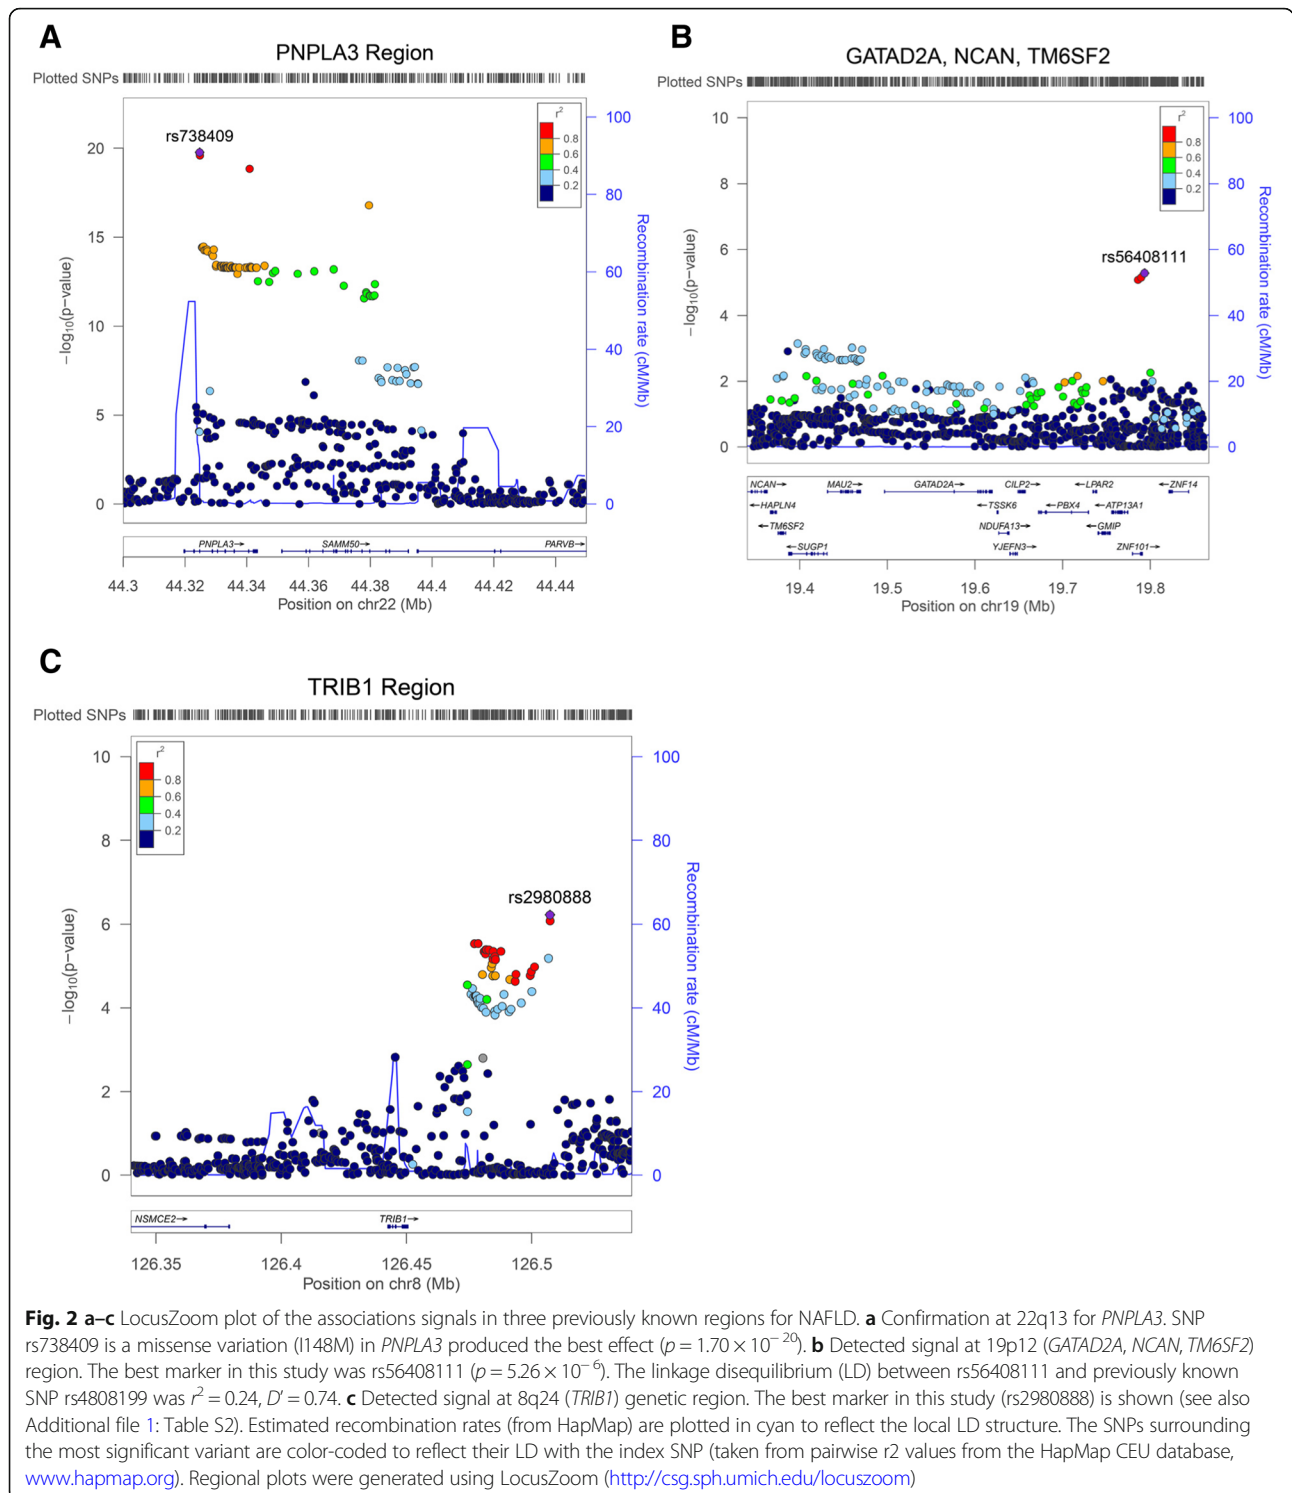 A
PNPLA3 Region
Plotted SNPs
r²
0.8
0.6
0.4
0.2
rs738409
20
15
10
5
0
−log₁₀(p−value)
100
80
60
40
20
0
Recombination rate (cM/Mb)
PNPLA3→
SAMM50→
PARVB→
44.3 44.32 44.34 44.36 44.38 44.4 44.42 44.44
Position on chr22 (Mb)
B
GATAD2A, NCAN, TM6SF2
Plotted SNPs
r²
0.8
0.6
0.4
0.2
rs56408111
10
8
6
4
2
0
−log₁₀(p−value)
100
80
60
40
20
0
Recombination rate (cM/Mb)
NCAN→ MAU2→ GATAD2A→ CILP2→ ←LPAR2 ←ZNF14
←HAPLN4 ←TSSK6 ←PBX4 ←ATP13A1
←TM6SF2 NDUFA13→ ←GMIP
←SUGP1 YJEFN3→ ZNF101→
19.4 19.5 19.6 19.7 19.8
Position on chr19 (Mb)
C
TRIB1 Region
Plotted SNPs
r²
0.8
0.6
0.4
0.2
rs2980888
10
8
6
4
2
0
−log₁₀(p−value)
100
80
60
40
20
0
Recombination rate (cM/Mb)
NSMCE2→ TRIB1→
126.35 126.4 126.45 126.5
Position on chr8 (Mb)
Fig. 2 a–c LocusZoom plot of the associations signals in three previously known regions for NAFLD. a Confirmation at 22q13 for PNPLA3. SNP
rs738409 is a missense variation (I148M) in PNPLA3 produced the best effect (p = 1.70 × 10⁻²⁰). b Detected signal at 19p12 (GATAD2A, NCAN, TM6SF2)
region. The best marker in this study was rs56408111 (p = 5.26 × 10⁻⁶). The linkage disequilibrium (LD) between rs56408111 and previously known
SNP rs4808199 was r² = 0.24, D′ = 0.74. c Detected signal at 8q24 (TRIB1) genetic region. The best marker in this study (rs2980888) is shown (see also
Additional file 1: Table S2). Estimated recombination rates (from HapMap) are plotted in cyan to reflect the local LD structure. The SNPs surrounding
the most significant variant are color-coded to reflect their LD with the index SNP (taken from pairwise r2 values from the HapMap CEU database,
www.hapmap.org). Regional plots were generated using LocusZoom (http://csg.sph.umich.edu/locuszoom)